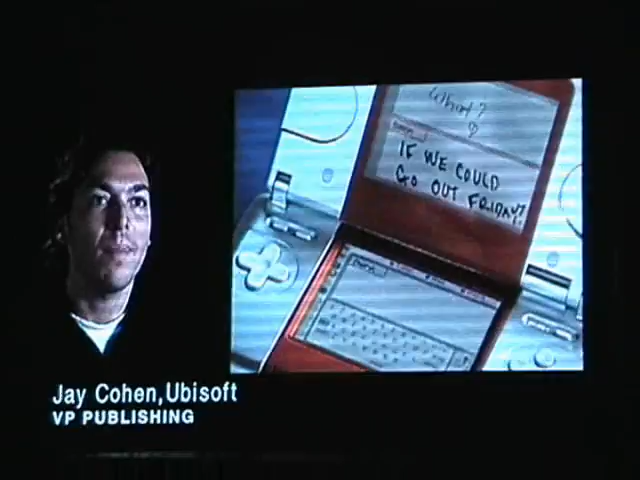 What?
IF WE COULD
GO OUT FRIDAY?
Jay Cohen,Ubisoft
VP PUBLISHING